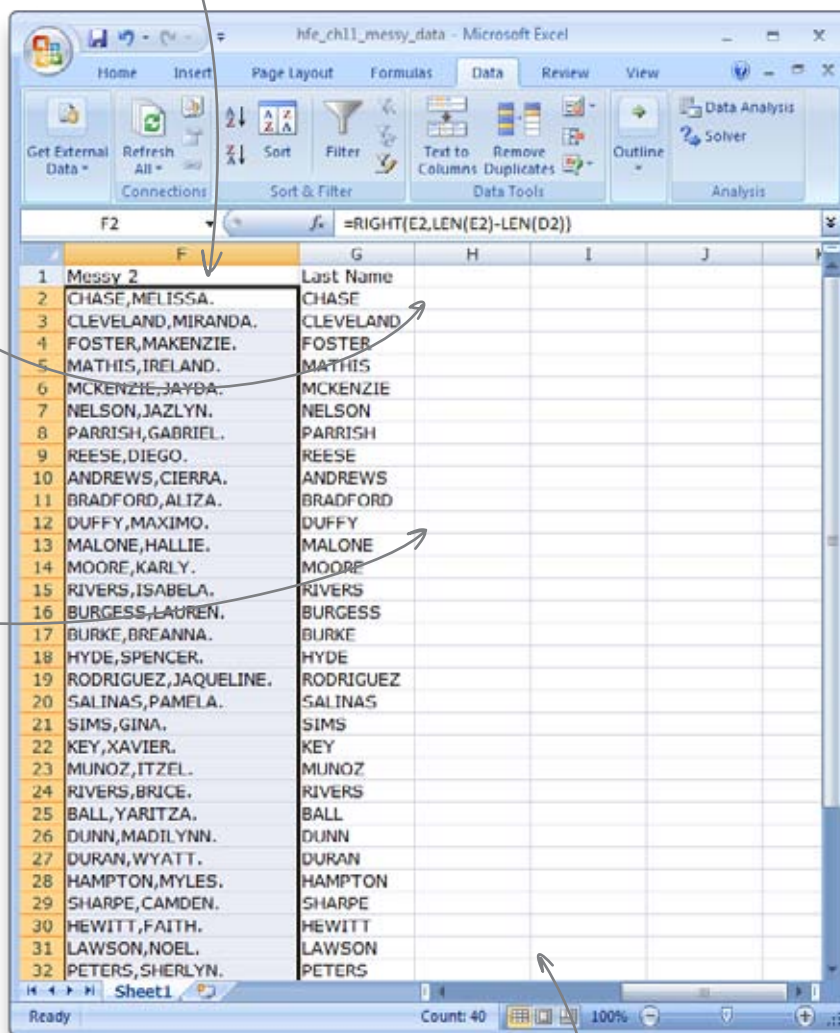 hfe_ch11_messy_data - Microsoft Excel
Home Insert Page Layout Formulas Data Review View
Get External Data
Refresh All
Sort
Filter
Text to Columns
Remove Duplicates
Outline
Data Analysis
Solver
Connections
Sort & Filter
Data Tools
Analysis
F2 fx =RIGHT(E2,LEN(E2)-LEN(D2))
F G H I J
1 Messy 2 Last Name
2 CHASE,MELISSA. CHASE
3 CLEVELAND,MIRANDA. CLEVELAND
4 FOSTER,MAKENZIE. FOSTER
5 MATHIS,IRELAND. MATHIS
6 MCKENZIE,JAYDA. MCKENZIE
7 NELSON,JAZLYN. NELSON
8 PARRISH,GABRIEL. PARRISH
9 REESE,DIEGO. REESE
10 ANDREWS,CIERRA. ANDREWS
11 BRADFORD,ALIZA. BRADFORD
12 DUFFY,MAXIMO. DUFFY
13 MALONE,HALLIE. MALONE
14 MOORE,KARLY. MOORE
15 RIVERS,ISABELA. RIVERS
16 BURGESS,LAUREN. BURGESS
17 BURKE,BREANNA. BURKE
18 HYDE,SPENCER. HYDE
19 RODRIGUEZ,JAQUELINE. RODRIGUEZ
20 SALINAS,PAMELA. SALINAS
21 SIMS,GINA. SIMS
22 KEY,XAVIER. KEY
23 MUNOZ,ITZEL. MUNOZ
24 RIVERS,BRICE. RIVERS
25 BALL,YARITZA. BALL
26 DUNN,MADILYNN. DUNN
27 DURAN,WYATT. DURAN
28 HAMPTON,MYLES. HAMPTON
29 SHARPE,CAMDEN. SHARPE
30 HEWITT,FAITH. HEWITT
31 LAWSON,NOEL. LAWSON
32 PETERS,SHERLYN. PETERS
Sheet1
Ready Count: 40 100%